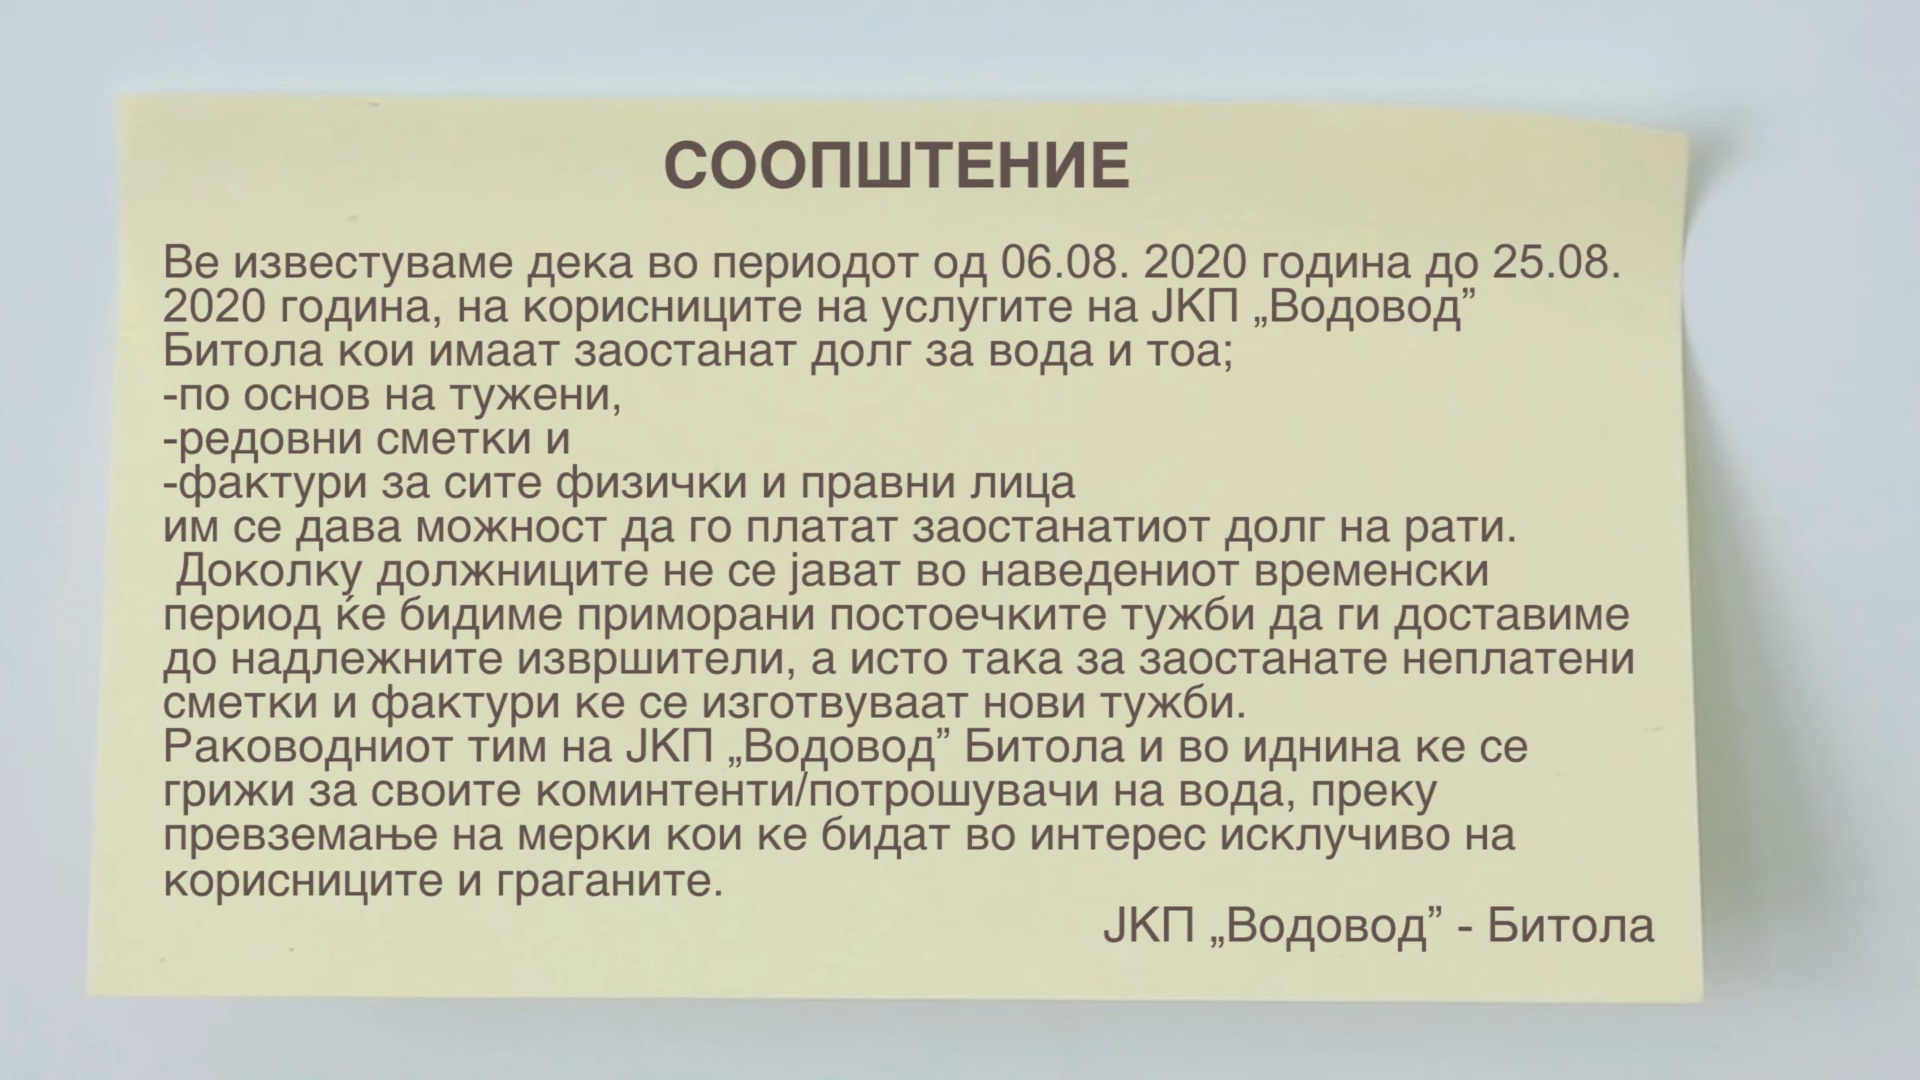 СООПШТЕНИЕ
Ве известуваме дека во периодот од 06.08. 2020 година до 25.08.
2020 година, на корисниците на услугите на ЈКП „Водовод”
Битола кои имаат заостанат долг за вода и тоа;
-по основ на тужени,
-редовни сметки и
-фактури за сите физички и правни лица
им се дава можност да го платат заостанатиот долг на рати.
Доколку должниците не се јават во наведениот временски
период ќе бидиме приморани постоечките тужби да ги доставиме
до надлежните извршители, а исто така за заостанате неплатени
сметки и фактури ке се изготвуваат нови тужби.
Раководниот тим на ЈКП „Водовод” Битола и во иднина ке се
грижи за своите коминтенти/потрошувачи на вода, преку
превземање на мерки кои ке бидат во интерес исклучиво на
корисниците и граганите.
ЈКП „Водовод” - Битола